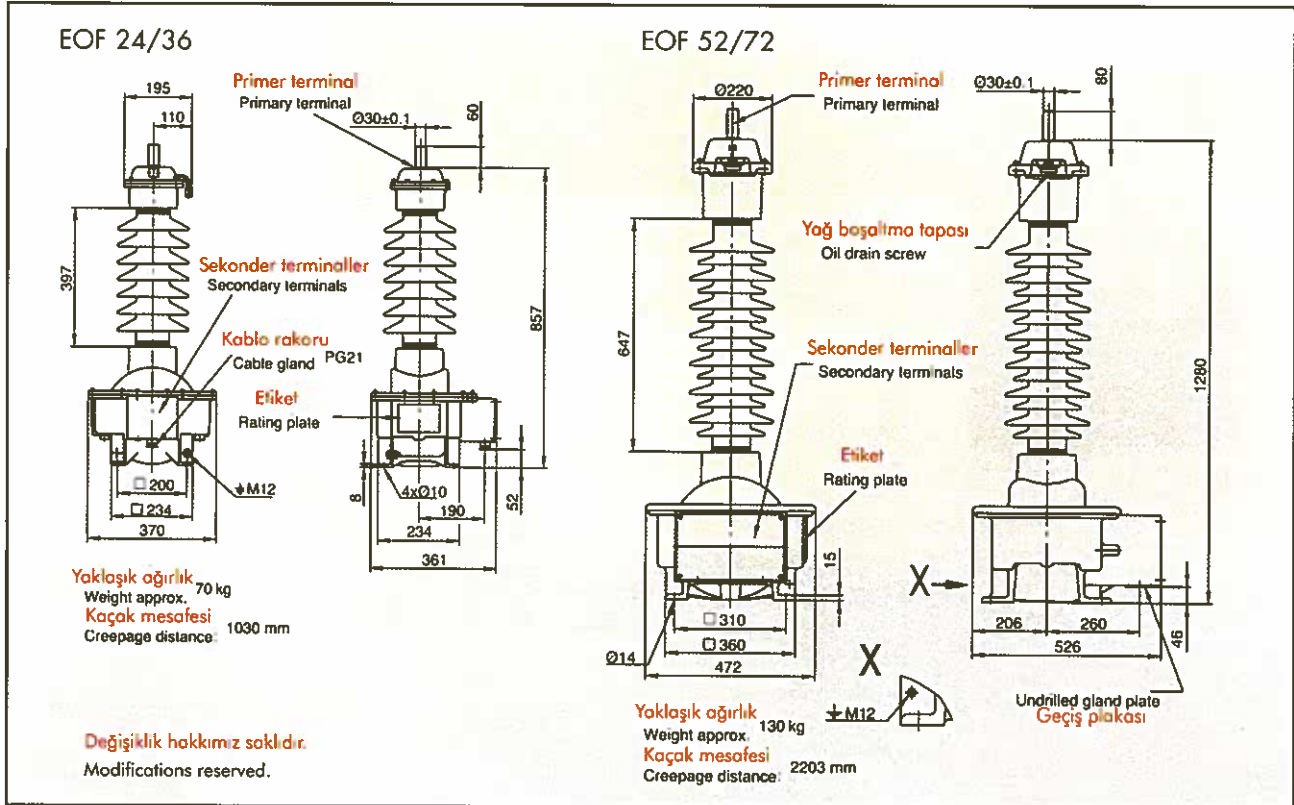 EOF 24/36
195
110
Primer terminal
Primary terminal
Ø30±0.1
60
397
857
Sekonder terminaller
Secondary terminals
Kablo rakoru
Cable gland PG21
Etiket
Rating plate
□ 200
□ 234
370
M12
8
4xØ10
190
52
234
361
Yaklaşık ağırlık
Weight approx. 70 kg
Kaçak mesafesi
Creepage distance: 1030 mm
Değişiklik hakkımız saklıdır.
Modifications reserved.
EOF 52/72
Ø220
Primer terminal
Primary terminal
Ø30±0.1
80
Yağ boşaltma tapası
Oil drain screw
647
1280
Sekonder terminaller
Secondary terminals
Etiket
Rating plate
15
□ 310
□ 360
Ø14
472
X
X
206
260
46
526
M12
Undrilled gland plate
Geçiş plakası
Yaklaşık ağırlık
Weight approx. 130 kg
Kaçak mesafesi
Creepage distance: 2203 mm